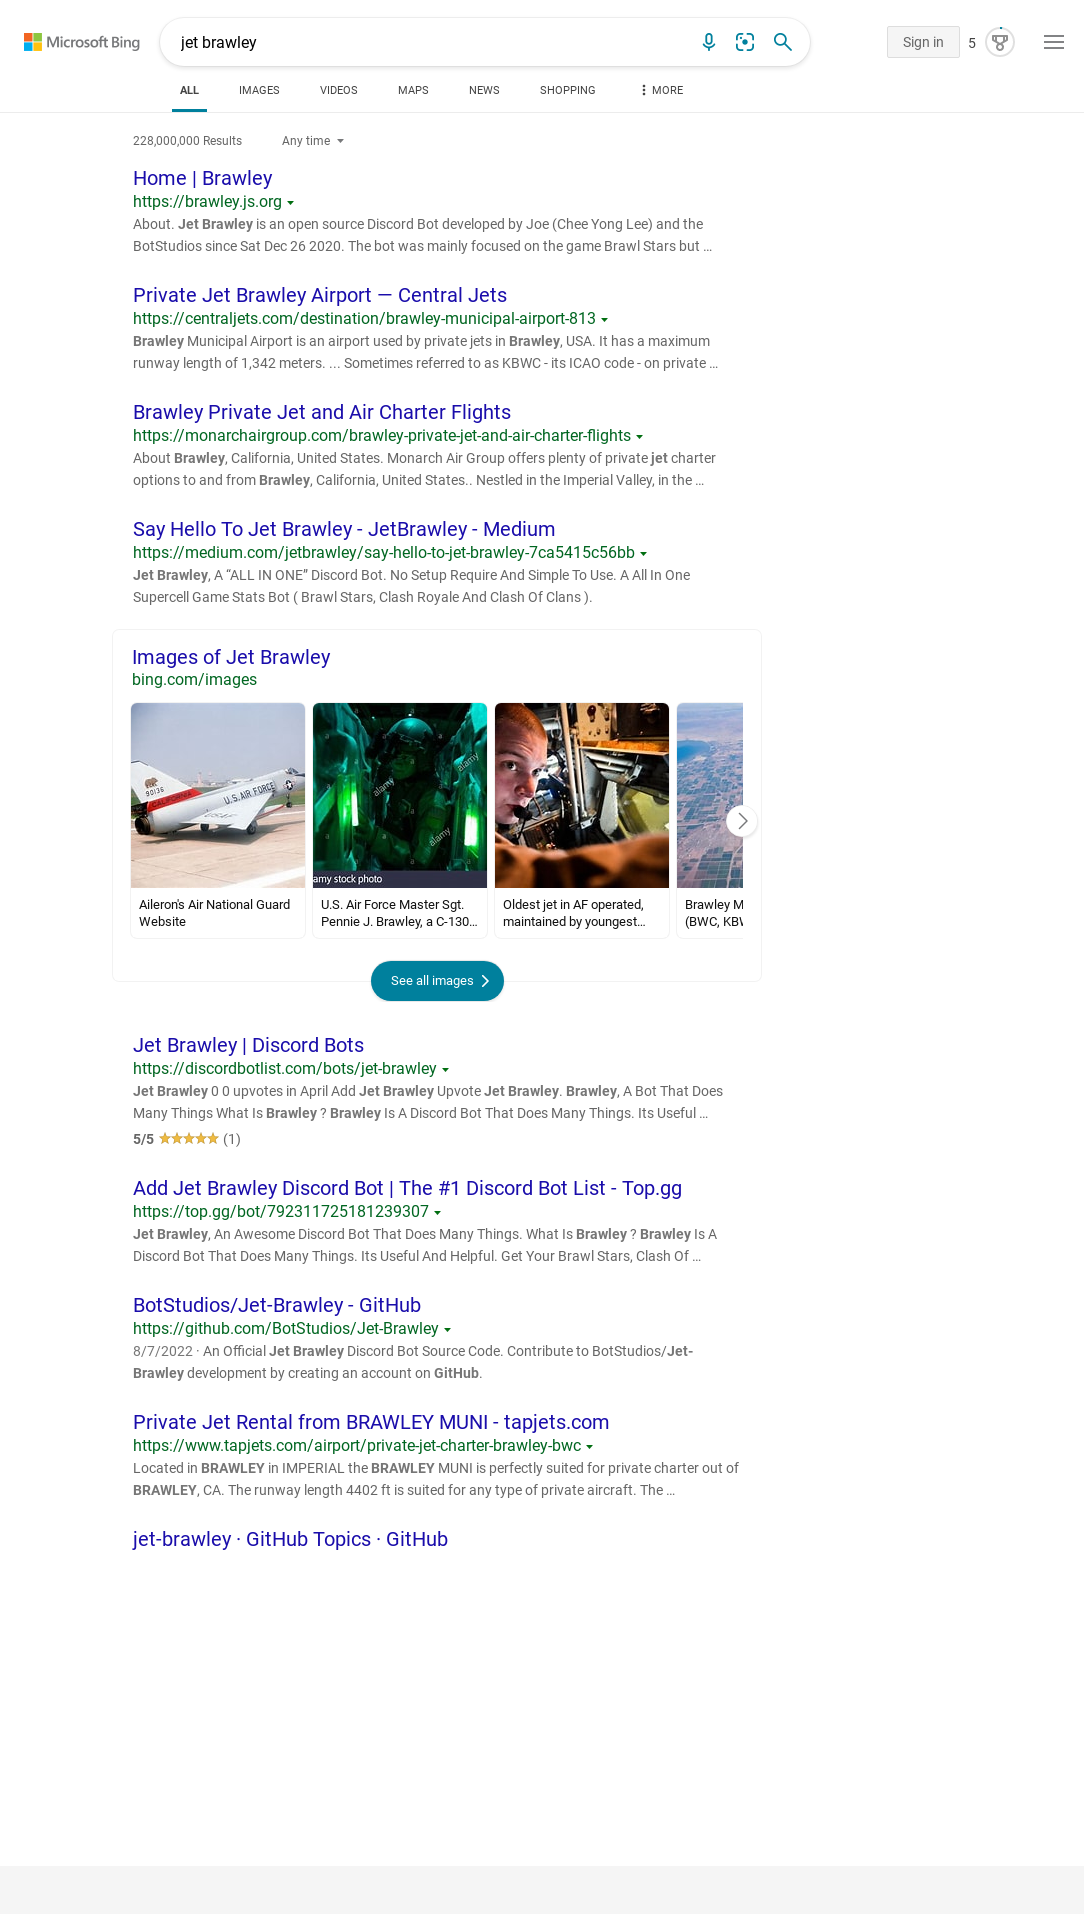 Microsoft Bing
jet brawley
Sign in
5
ALL
IMAGES
VIDEOS
MAPS
NEWS
SHOPPING
MORE
228,000,000 Results
Any time
Home | Brawley
https://brawley.js.org
About. Jet Brawley is an open source Discord Bot developed by Joe (Chee Yong Lee) and the
BotStudios since Sat Dec 26 2020. The bot was mainly focused on the game Brawl Stars but …
Private Jet Brawley Airport — Central Jets
https://centraljets.com/destination/brawley-municipal-airport-813
Brawley Municipal Airport is an airport used by private jets in Brawley, USA. It has a maximum
runway length of 1,342 meters. ... Sometimes referred to as KBWC - its ICAO code - on private …
Brawley Private Jet and Air Charter Flights
https://monarchairgroup.com/brawley-private-jet-and-air-charter-flights
About Brawley, California, United States. Monarch Air Group offers plenty of private jet charter
options to and from Brawley, California, United States.. Nestled in the Imperial Valley, in the …
Say Hello To Jet Brawley - JetBrawley - Medium
https://medium.com/jetbrawley/say-hello-to-jet-brawley-7ca5415c56bb
Jet Brawley, A “ALL IN ONE” Discord Bot. No Setup Require And Simple To Use. A All In One
Supercell Game Stats Bot ( Brawl Stars, Clash Royale And Clash Of Clans ).
Images of Jet Brawley
bing.com/images
90136
CALIFORNIA
U.S. AIR FORCE
alamy
alamy
alamy
amy stock photo
Aileron's Air National Guard
Website
U.S. Air Force Master Sgt.
Pennie J. Brawley, a C-130…
Oldest jet in AF operated,
maintained by youngest…
Brawley M
(BWC, KBW
See all images
Jet Brawley | Discord Bots
https://discordbotlist.com/bots/jet-brawley
Jet Brawley 0 0 upvotes in April Add Jet Brawley Upvote Jet Brawley. Brawley, A Bot That Does
Many Things What Is Brawley ? Brawley Is A Discord Bot That Does Many Things. Its Useful …
5/5 (1)
Add Jet Brawley Discord Bot | The #1 Discord Bot List - Top.gg
https://top.gg/bot/792311725181239307
Jet Brawley, An Awesome Discord Bot That Does Many Things. What Is Brawley ? Brawley Is A
Discord Bot That Does Many Things. Its Useful And Helpful. Get Your Brawl Stars, Clash Of …
BotStudios/Jet-Brawley - GitHub
https://github.com/BotStudios/Jet-Brawley
8/7/2022 · An Official Jet Brawley Discord Bot Source Code. Contribute to BotStudios/Jet-
Brawley development by creating an account on GitHub.
Private Jet Rental from BRAWLEY MUNI - tapjets.com
https://www.tapjets.com/airport/private-jet-charter-brawley-bwc
Located in BRAWLEY in IMPERIAL the BRAWLEY MUNI is perfectly suited for private charter out of
BRAWLEY, CA. The runway length 4402 ft is suited for any type of private aircraft. The …
jet-brawley · GitHub Topics · GitHub